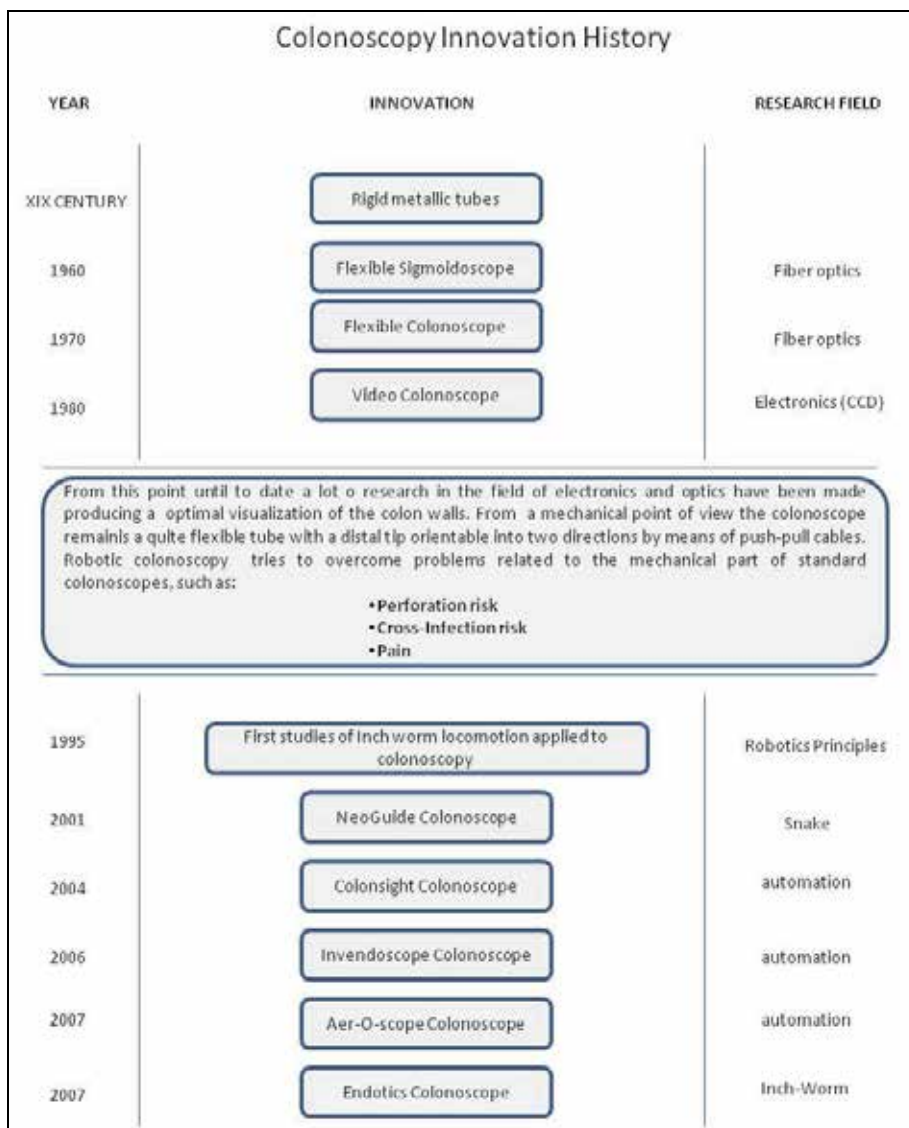 Colonoscopy Innovation History
YEAR INNOVATION RESEARCH FIELD
XIX CENTURY Rigid metallic tubes
1960 Flexible Sigmoidoscope Fiber optics
1970 Flexible Colonoscope Fiber optics
1980 Video Colonoscope Electronics (CCD)
From this point until to date a lot o research in the field of electronics and optics have been made
producing a optimal visualization of the colon walls. From a mechanical point of view the colonoscope
remainis a quite flexible tube with a distal tip orientable into two directions by means of push-pull cables.
Robotic colonoscopy tries to overcome problems related to the mechanical part of standard
colonoscopes, such as:
•Perforation risk
•Cross-Infection risk
•Pain
1995 First studies of Inch worm locomotion applied to
colonoscopy Robotics Principles
2001 NeoGuide Colonoscope Snake
2004 Colonsight Colonoscope automation
2006 Invendoscope Colonoscope automation
2007 Aer-O-scope Colonoscope automation
2007 Endotics Colonoscope Inch-Worm